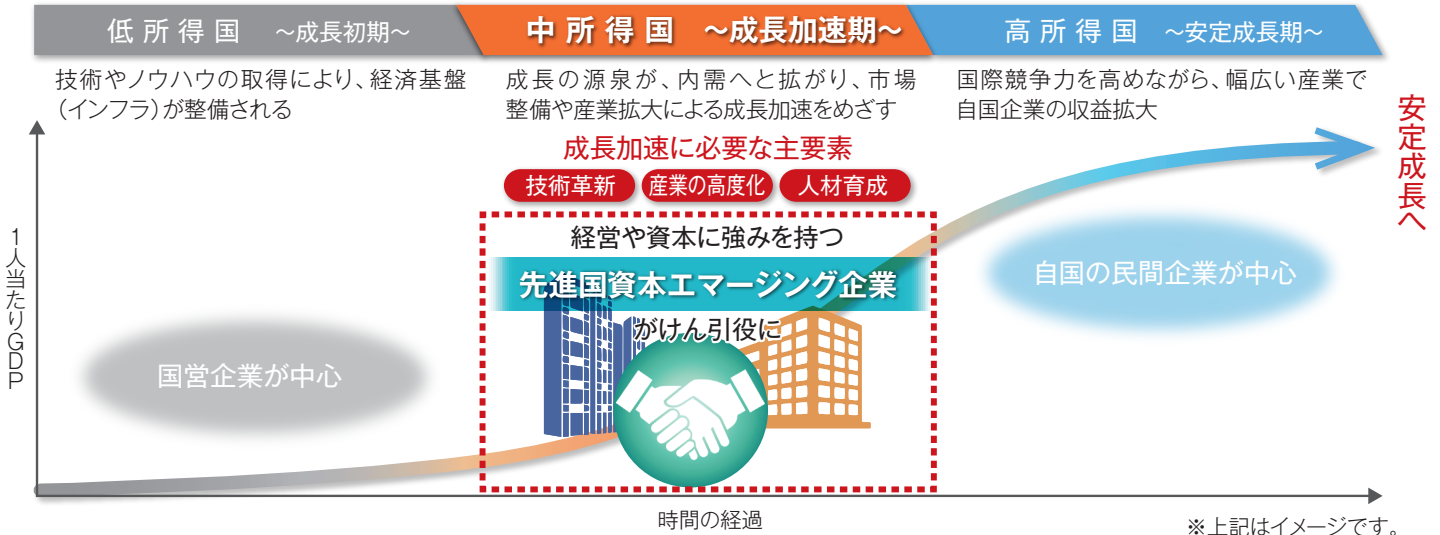 低所得国 ～成長初期～
中所得国 ～成長加速期～
高所得国 ～安定成長期～
技術やノウハウの取得により、経済基盤
（インフラ）が整備される
成長の源泉が、内需へと拡がり、市場
整備や産業拡大による成長加速をめざす
国際競争力を高めながら、幅広い産業で
自国企業の収益拡大
成長加速に必要な主要素
技術革新
産業の高度化
人材育成
経営や資本に強みを持つ
先進国資本エマージング企業
がけん引役に
国営企業が中心
自国の民間企業が中心
安定成長へ
1人当たりGDP
時間の経過
※上記はイメージです。